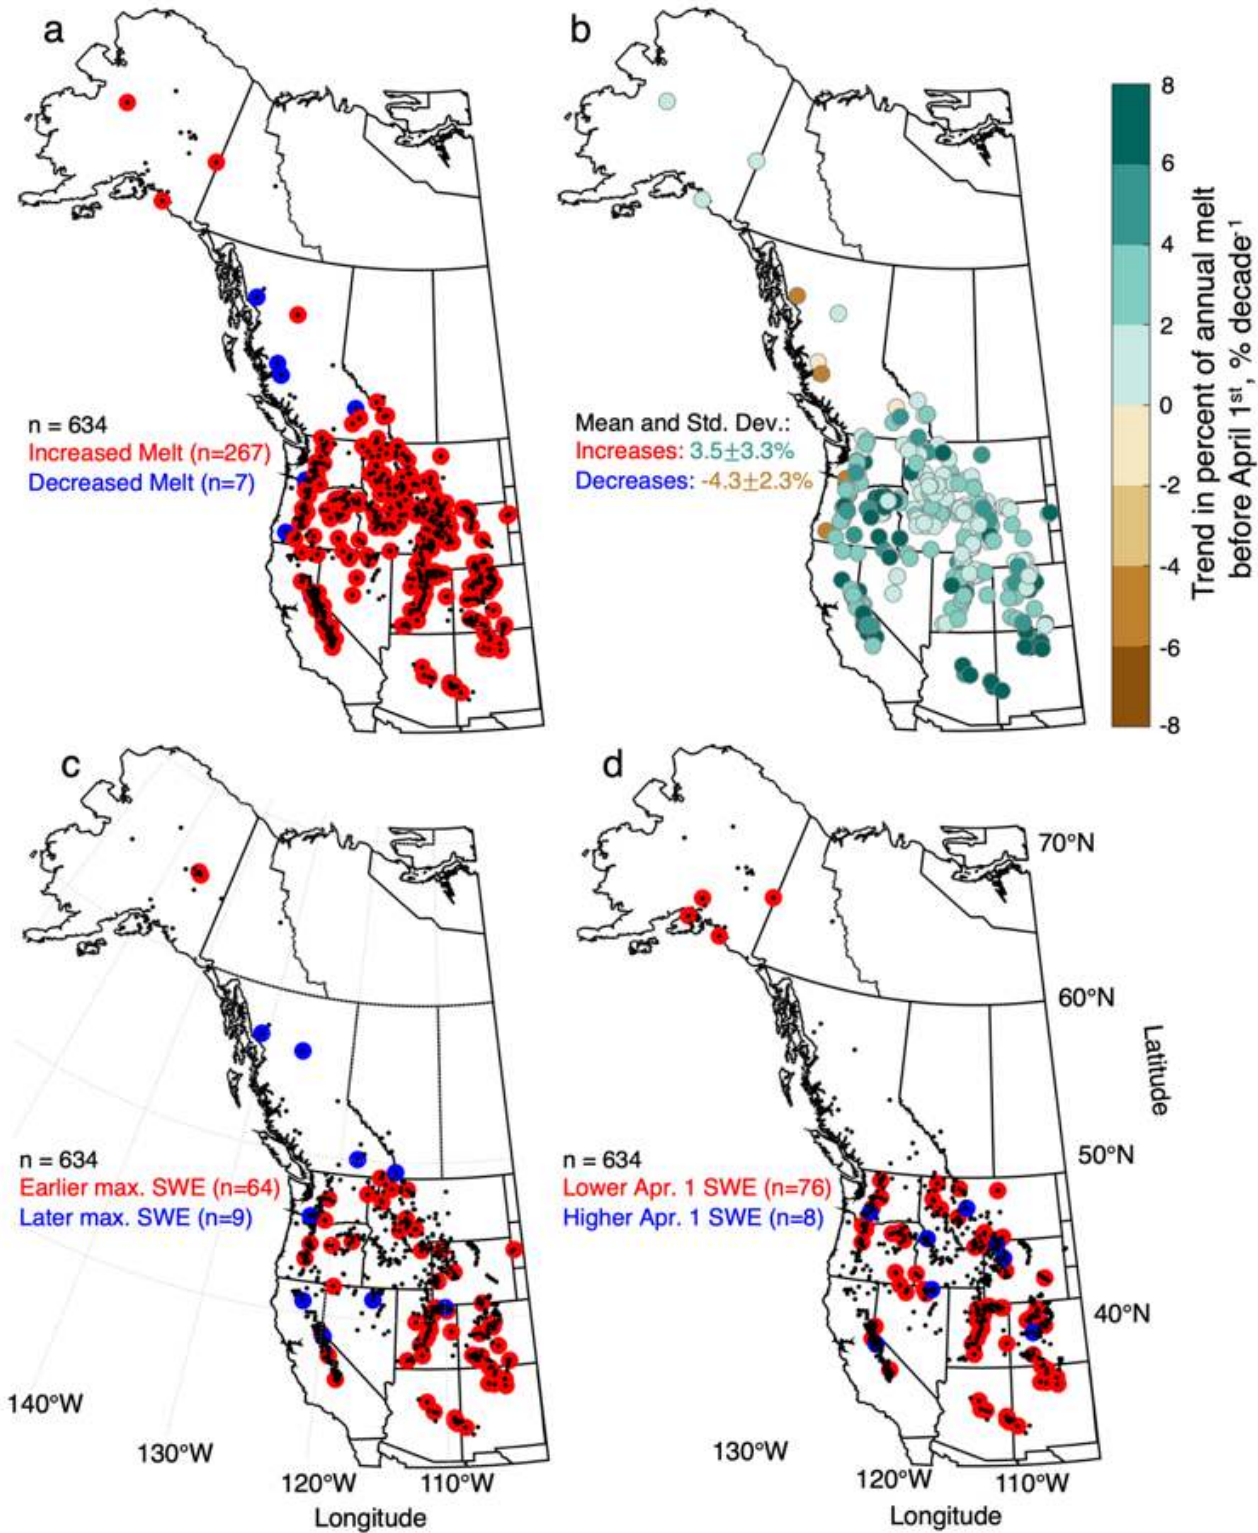 a
b
n = 634
Increased Melt (n=267)
Decreased Melt (n=7)
Mean and Std. Dev.:
Increases: 3.5±3.3%
Decreases: -4.3±2.3%
8
6
4
2
0
-2
-4
-6
-8
Trend in percent of annual melt
before April 1st, % decade-1
c
d
n = 634
Earlier max. SWE (n=64)
Later max. SWE (n=9)
n = 634
Lower Apr. 1 SWE (n=76)
Higher Apr. 1 SWE (n=8)
70°N
60°N
50°N
40°N
Latitude
140°W
130°W
120°W
110°W
Longitude
130°W
120°W
110°W
Longitude